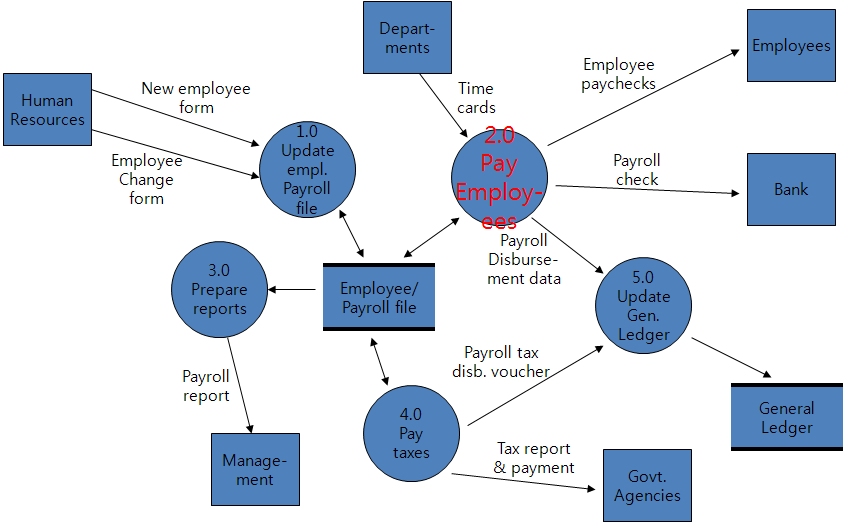 Depart-
ments
Employees
Employee
paychecks
Human
Resources
New employee
form
Time
cards
1.0
Update
empl.
Payroll
file
2.0
Pay
Employ-
ees
Employee
Change
form
Payroll
check
Bank
3.0
Prepare
reports
Employee/
Payroll file
Payroll
Disburse-
ment data
5.0
Update
Gen.
Ledger
Payroll
report
Payroll tax
disb. voucher
4.0
Pay
taxes
General
Ledger
Manage-
ment
Tax report
& payment
Govt.
Agencies